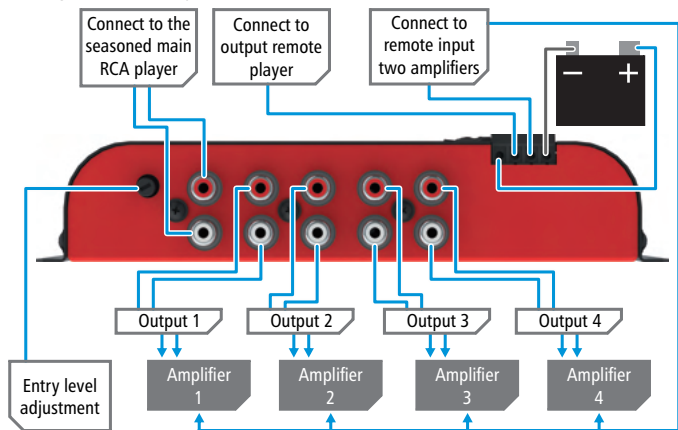 Connect to the
seasoned main
RCA player
Connect to
output remote
player
Connect to
remote input
two amplifiers
− +
Output 1
Output 2
Output 3
Output 4
Entry level
adjustment
Amplifier
1
Amplifier
2
Amplifier
3
Amplifier
4